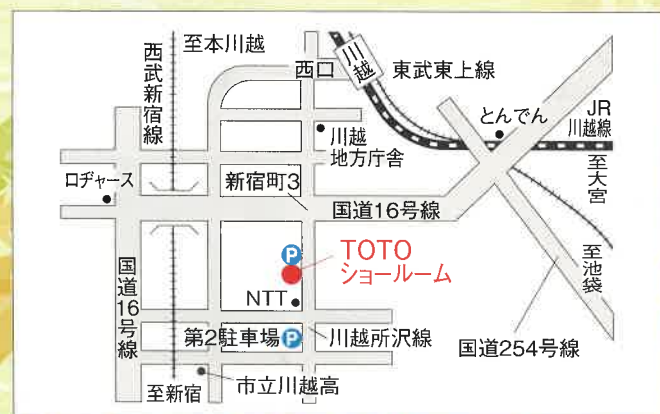 至本川越
西武新宿線
西口
川越
東武東上線
とんでん
JR
川越線
至大宮
川越
地方庁舎
ロヂャース
新宿町3
国道16号線
至池袋
P
TOTO
ショールーム
国道16号線
NTT
第2駐車場
P
川越所沢線
国道254号線
至新宿
市立川越高